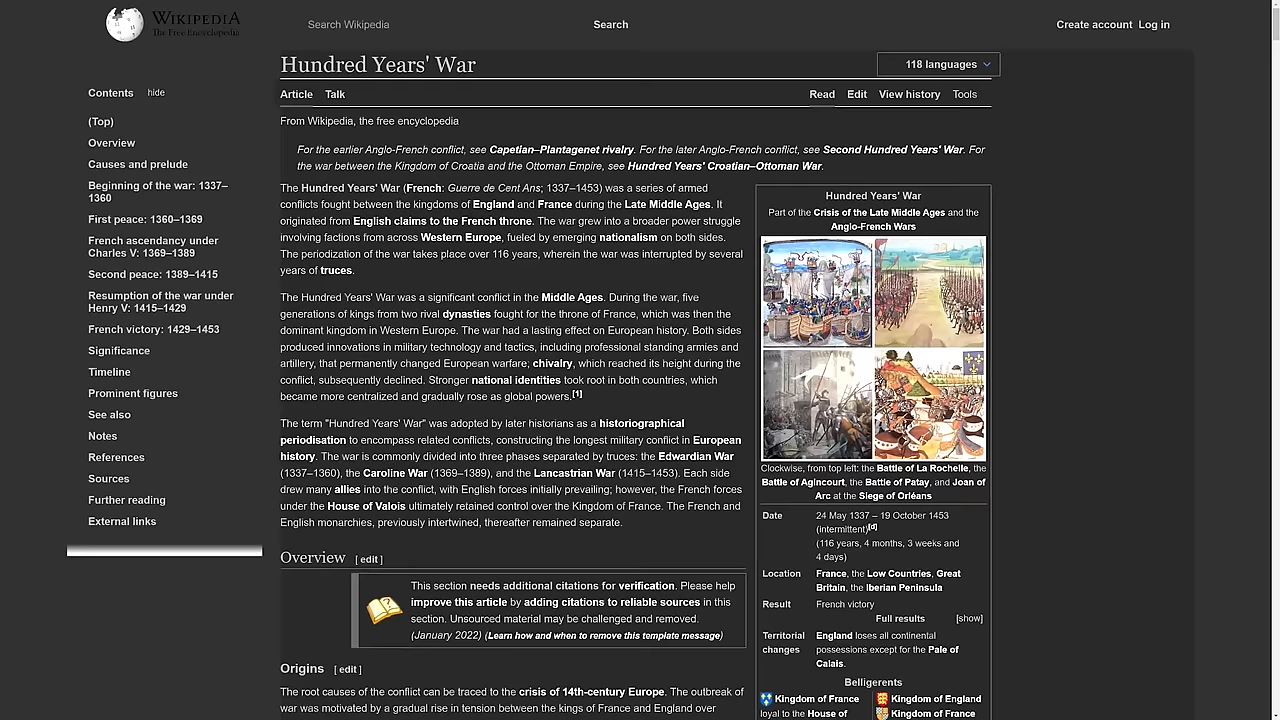 WIKIPEDIA
The Free Encyclopedia
Search Wikipedia
Search
Create account Log in
Contents hide
(Top)
Overview
Causes and prelude
Beginning of the war: 1337–
1360
First peace: 1360–1369
French ascendancy under
Charles V: 1369–1389
Second peace: 1389–1415
Resumption of the war under
Henry V: 1415–1429
French victory: 1429–1453
Significance
Timeline
Prominent figures
See also
Notes
References
Sources
Further reading
External links
Hundred Years' War
118 languages
Article Talk
Read Edit View history Tools
From Wikipedia, the free encyclopedia
For the earlier Anglo-French conflict, see Capetian–Plantagenet rivalry. For the later Anglo-French conflict, see Second Hundred Years' War. For
the war between the Kingdom of Croatia and the Ottoman Empire, see Hundred Years' Croatian–Ottoman War.
The Hundred Years' War (French: Guerre de Cent Ans; 1337–1453) was a series of armed
conflicts fought between the kingdoms of England and France during the Late Middle Ages. It
originated from English claims to the French throne. The war grew into a broader power struggle
involving factions from across Western Europe, fueled by emerging nationalism on both sides.
The periodization of the war takes place over 116 years, wherein the war was interrupted by several
years of truces.
The Hundred Years' War was a significant conflict in the Middle Ages. During the war, five
generations of kings from two rival dynasties fought for the throne of France, which was then the
dominant kingdom in Western Europe. The war had a lasting effect on European history. Both sides
produced innovations in military technology and tactics, including professional standing armies and
artillery, that permanently changed European warfare; chivalry, which reached its height during the
conflict, subsequently declined. Stronger national identities took root in both countries, which
became more centralized and gradually rose as global powers.[1]
The term "Hundred Years' War" was adopted by later historians as a historiographical
periodisation to encompass related conflicts, constructing the longest military conflict in European
history. The war is commonly divided into three phases separated by truces: the Edwardian War
(1337–1360), the Caroline War (1369–1389), and the Lancastrian War (1415–1453). Each side
drew many allies into the conflict, with English forces initially prevailing; however, the French forces
under the House of Valois ultimately retained control over the Kingdom of France. The French and
English monarchies, previously intertwined, thereafter remained separate.
Overview [ edit ]
This section needs additional citations for verification. Please help
improve this article by adding citations to reliable sources in this
section. Unsourced material may be challenged and removed.
(January 2022) (Learn how and when to remove this template message)
Origins [ edit ]
The root causes of the conflict can be traced to the crisis of 14th-century Europe. The outbreak of
war was motivated by a gradual rise in tension between the kings of France and England over
Hundred Years' War
Part of the Crisis of the Late Middle Ages and the
Anglo-French Wars
Clockwise, from top left: the Battle of La Rochelle, the
Battle of Agincourt, the Battle of Patay, and Joan of
Arc at the Siege of Orléans
Date 24 May 1337 – 19 October 1453
(intermittent)[d]
(116 years, 4 months, 3 weeks and
4 days)
Location France, the Low Countries, Great
Britain, the Iberian Peninsula
Result French victory
Full results [show]
Territorial England loses all continental
changes possessions except for the Pale of
Calais.
Belligerents
Kingdom of France Kingdom of England
loyal to the House of Kingdom of France